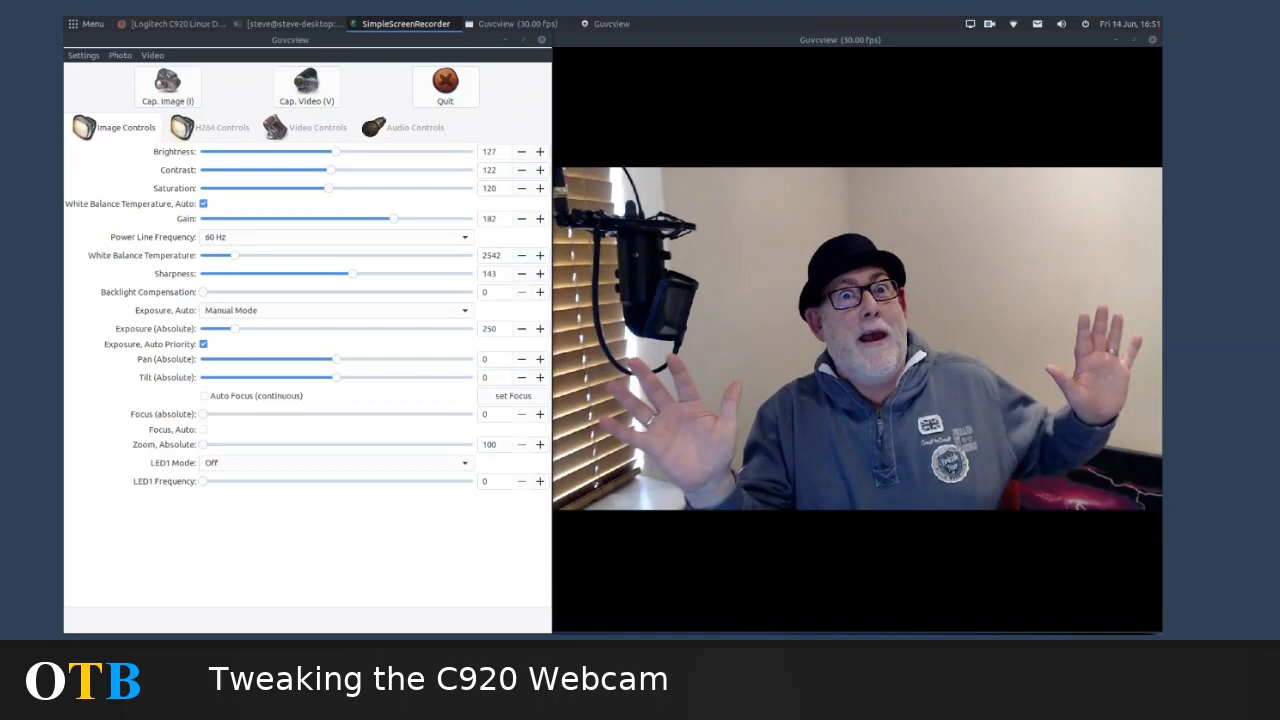 Menu [Logitech C920 Linux D... [steve@steve-desktop:... SimpleScreenRecorder Guvcview (30.00 fps) Guvcview Fri 14 Jun, 16:51
Guvcview Guvcview (30.00 fps)
Settings Photo Video
Cap. Image (I) Cap. Video (V) Quit
Image Controls H264 Controls Video Controls Audio Controls
Brightness: 127
Contrast: 122
Saturation: 120
White Balance Temperature, Auto:
Gain: 182
Power Line Frequency: 60 Hz
White Balance Temperature: 2542
Sharpness: 143
Backlight Compensation: 0
Exposure, Auto: Manual Mode
Exposure (Absolute): 250
Exposure, Auto Priority:
Pan (Absolute): 0
Tilt (Absolute): 0
Auto Focus (continuous) set Focus
Focus (absolute): 0
Focus, Auto:
Zoom, Absolute: 100
LED1 Mode: Off
LED1 Frequency: 0
OTB Tweaking the C920 Webcam